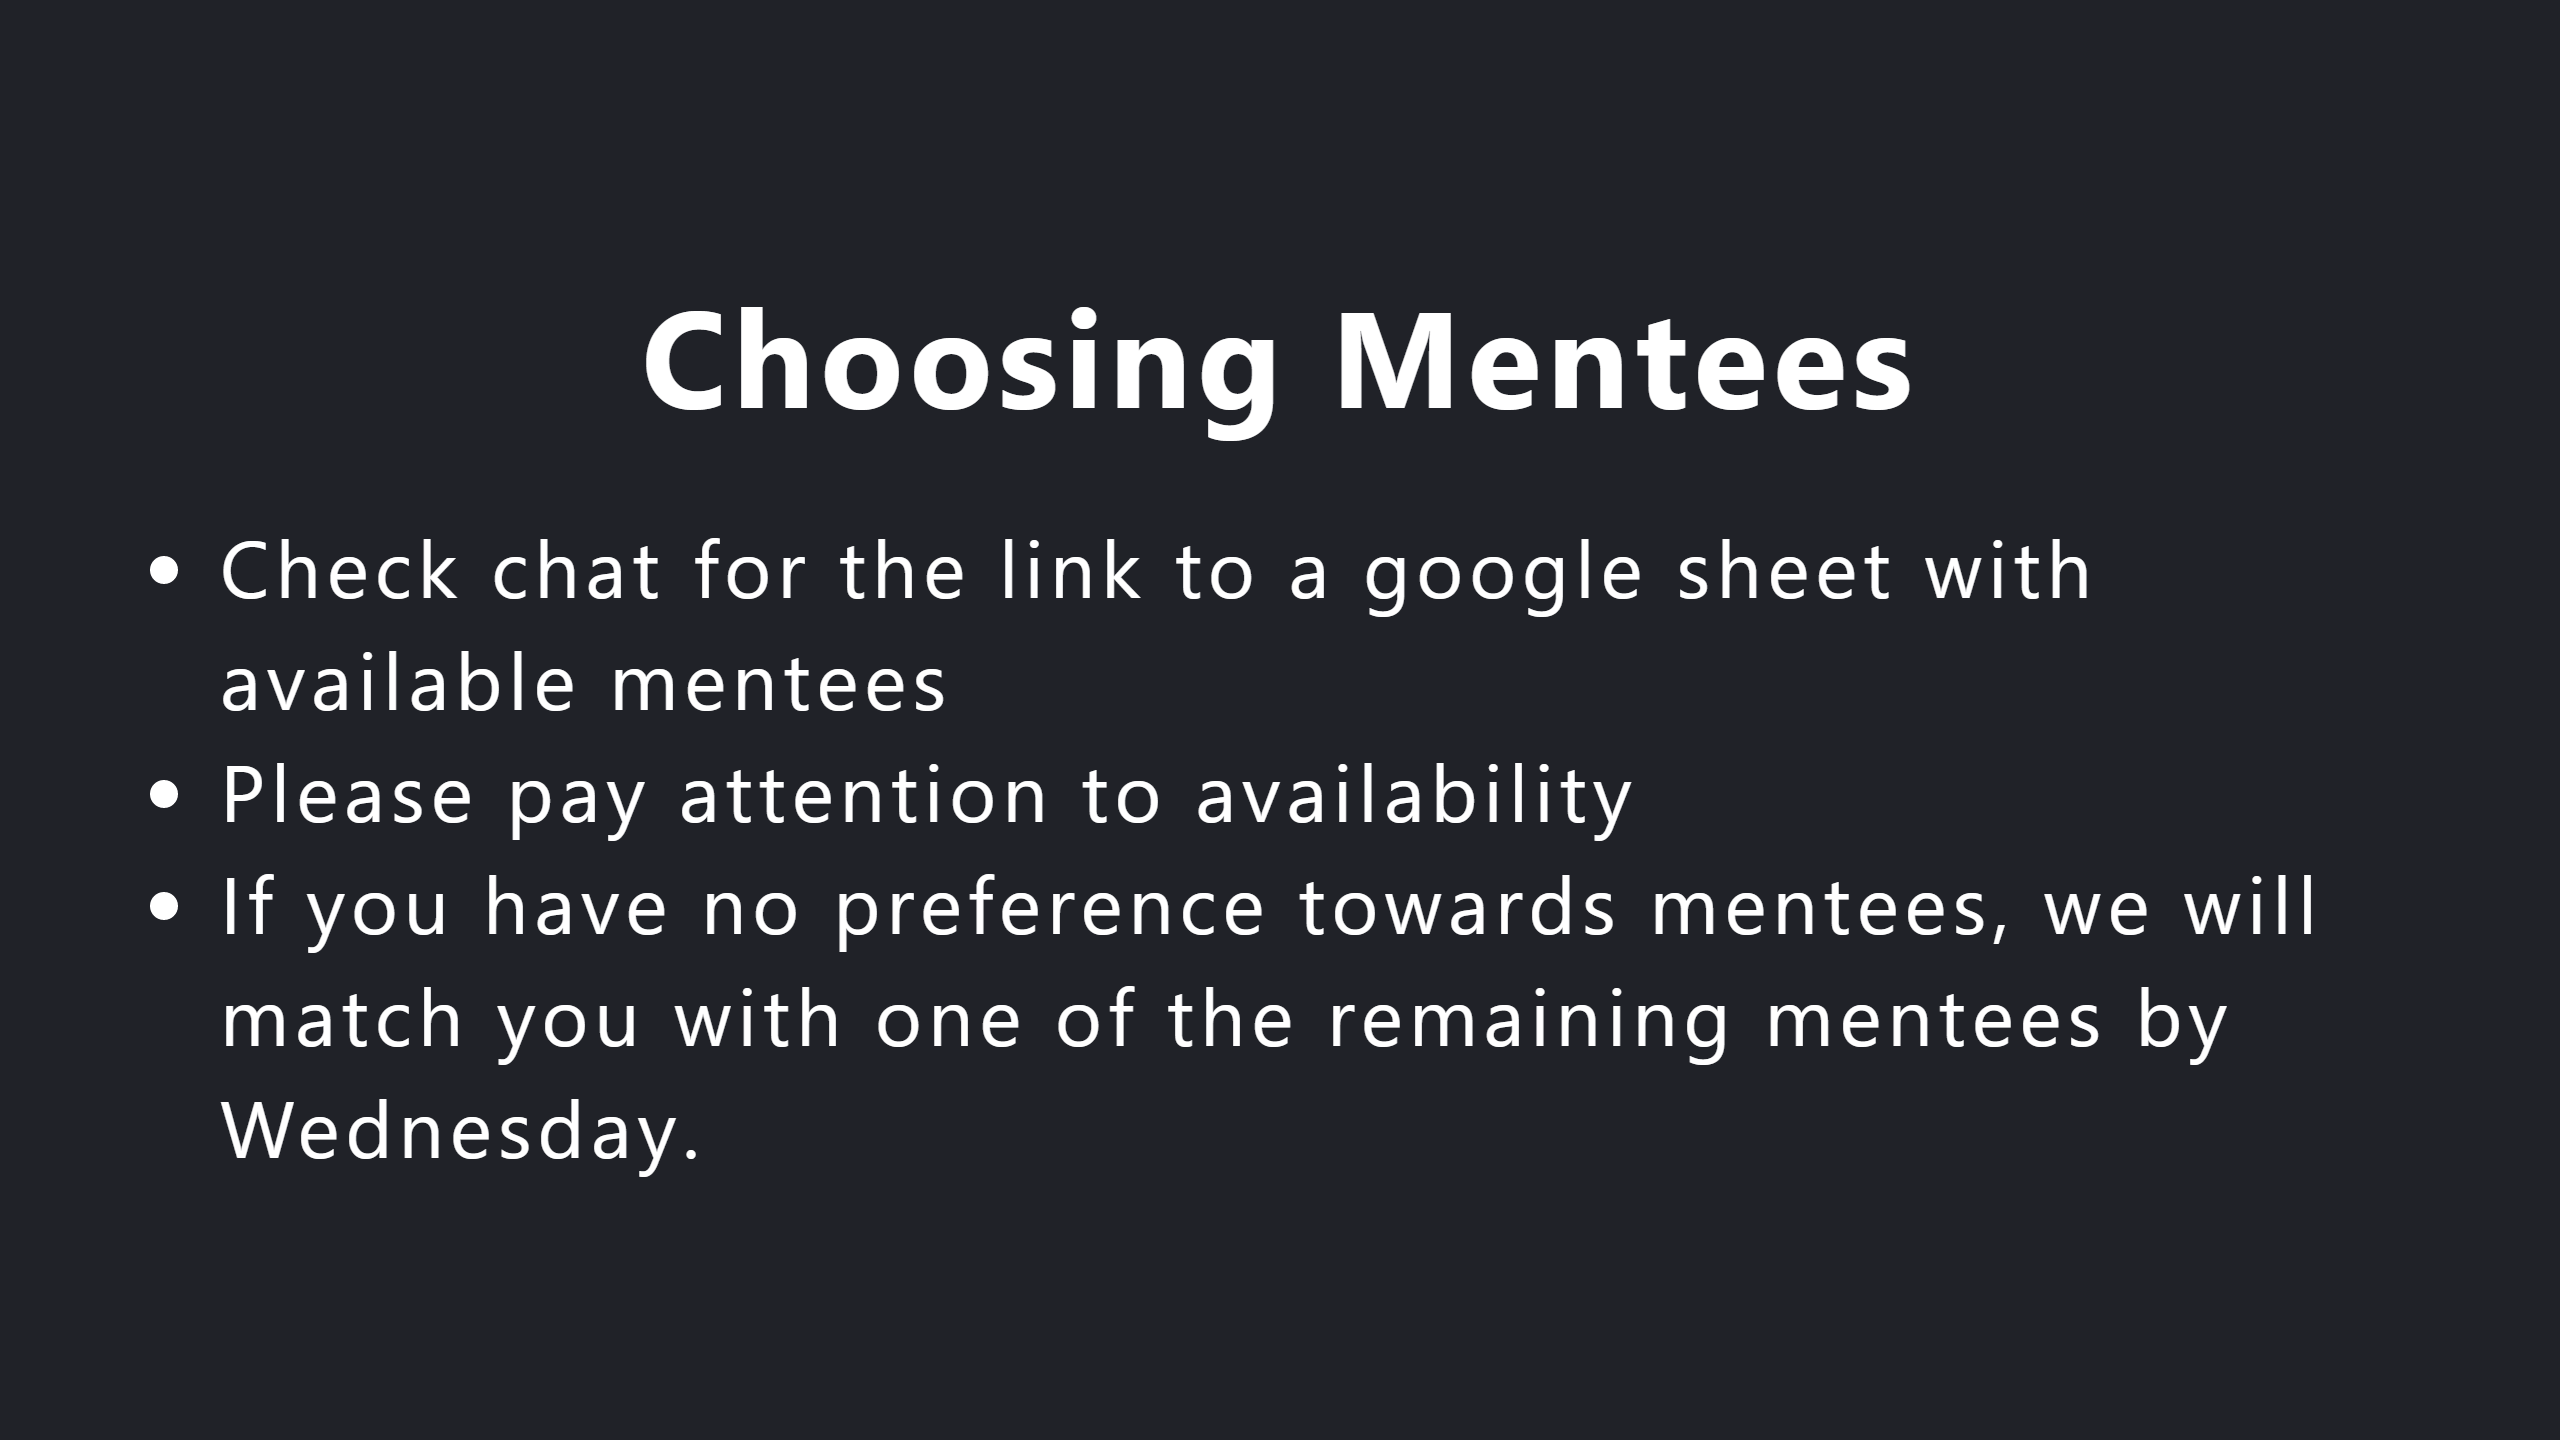 Choosing Mentees
• Check chat for the link to a google sheet with
available mentees
• Please pay attention to availability
• If you have no preference towards mentees, we will
match you with one of the remaining mentees by
Wednesday.